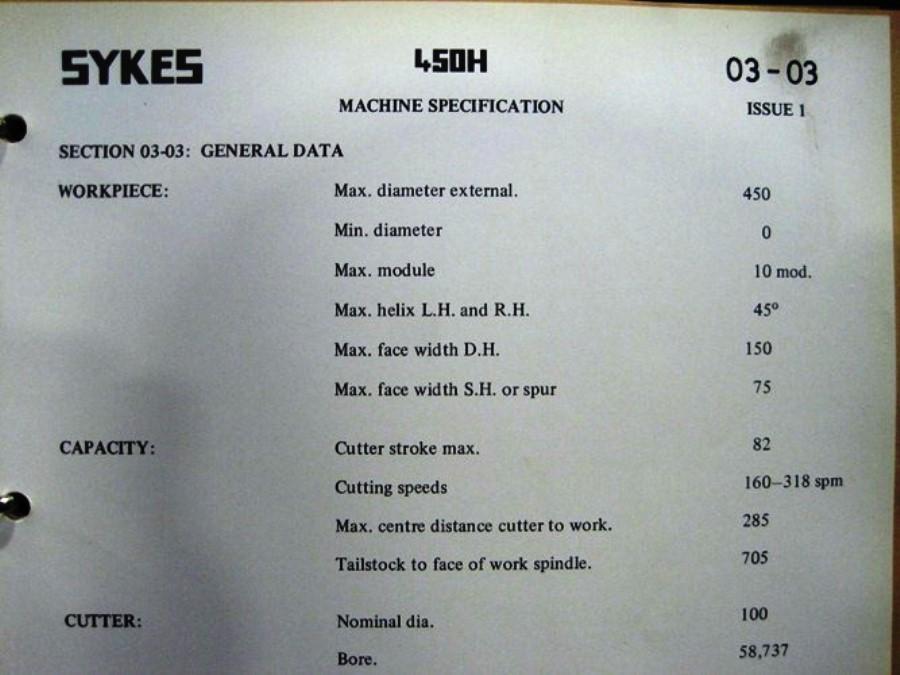 SYKES 450H 03-03
MACHINE SPECIFICATION ISSUE 1
SECTION 03-03: GENERAL DATA
WORKPIECE: Max. diameter external. 450
Min. diameter 0
Max. module 10 mod.
Max. helix L.H. and R.H. 45°
Max. face width D.H. 150
Max. face width S.H. or spur 75
CAPACITY: Cutter stroke max. 82
Cutting speeds 160–318 spm
Max. centre distance cutter to work. 285
Tailstock to face of work spindle. 705
CUTTER: Nominal dia. 100
Bore. 58,737